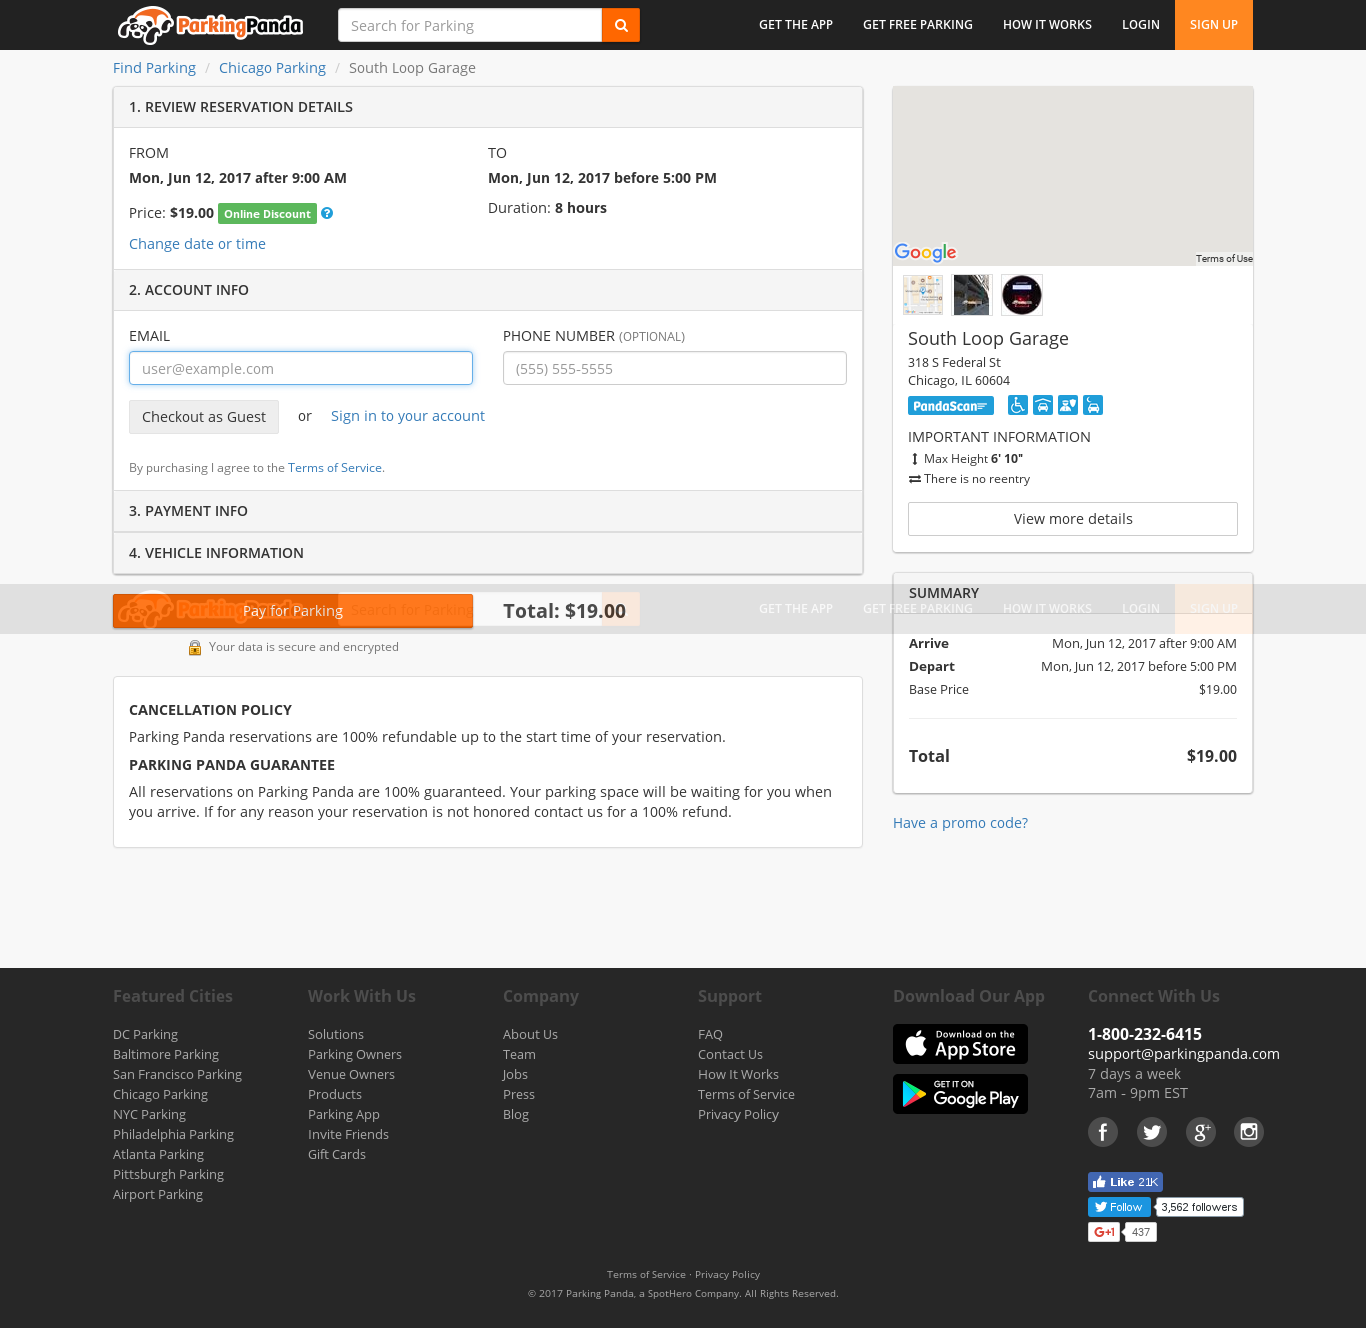 ParkingPanda
Search for Parking
GET THE APP
GET FREE PARKING
HOW IT WORKS
LOGIN
SIGN UP
Find Parking / Chicago Parking / South Loop Garage
1. REVIEW RESERVATION DETAILS
FROM
Mon, Jun 12, 2017 after 9:00 AM
Price: $19.00 Online Discount
Change date or time
TO
Mon, Jun 12, 2017 before 5:00 PM
Duration: 8 hours
2. ACCOUNT INFO
EMAIL
user@example.com
PHONE NUMBER (OPTIONAL)
(555) 555-5555
Checkout as Guest or Sign in to your account
By purchasing I agree to the Terms of Service.
3. PAYMENT INFO
4. VEHICLE INFORMATION
Pay for Parking
Total: $19.00
Your data is secure and encrypted
ParkingPanda
Search for Parking
GET THE APP
GET FREE PARKING
HOW IT WORKS
LOGIN
SIGN UP
CANCELLATION POLICY
Parking Panda reservations are 100% refundable up to the start time of your reservation.
PARKING PANDA GUARANTEE
All reservations on Parking Panda are 100% guaranteed. Your parking space will be waiting for you when
you arrive. If for any reason your reservation is not honored contact us for a 100% refund.
Google
Terms of Use
South Loop Garage
318 S Federal St
Chicago, IL 60604
PandaScan
IMPORTANT INFORMATION
Max Height 6' 10"
There is no reentry
View more details
SUMMARY
Arrive Mon, Jun 12, 2017 after 9:00 AM
Depart Mon, Jun 12, 2017 before 5:00 PM
Base Price $19.00
Total $19.00
Have a promo code?
Featured Cities
DC Parking
Baltimore Parking
San Francisco Parking
Chicago Parking
NYC Parking
Philadelphia Parking
Atlanta Parking
Pittsburgh Parking
Airport Parking
Work With Us
Solutions
Parking Owners
Venue Owners
Products
Parking App
Invite Friends
Gift Cards
Company
About Us
Team
Jobs
Press
Blog
Support
FAQ
Contact Us
How It Works
Terms of Service
Privacy Policy
Download Our App
Download on the
App Store
GET IT ON
Google Play
Connect With Us
1-800-232-6415
support@parkingpanda.com
7 days a week
7am - 9pm EST
Like 21K
Follow 3,562 followers
G+1 437
Terms of Service · Privacy Policy
© 2017 Parking Panda, a SpotHero Company. All Rights Reserved.